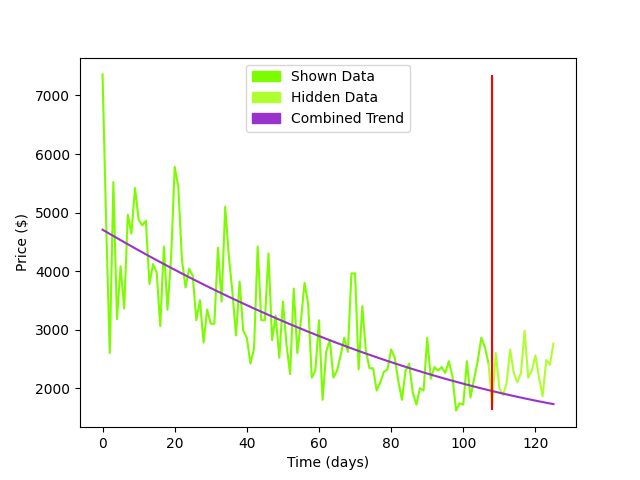 Shown Data
Hidden Data
Combined Trend
Price ($)
7000
6000
5000
4000
3000
2000
0 20 40 60 80 100 120
Time (days)